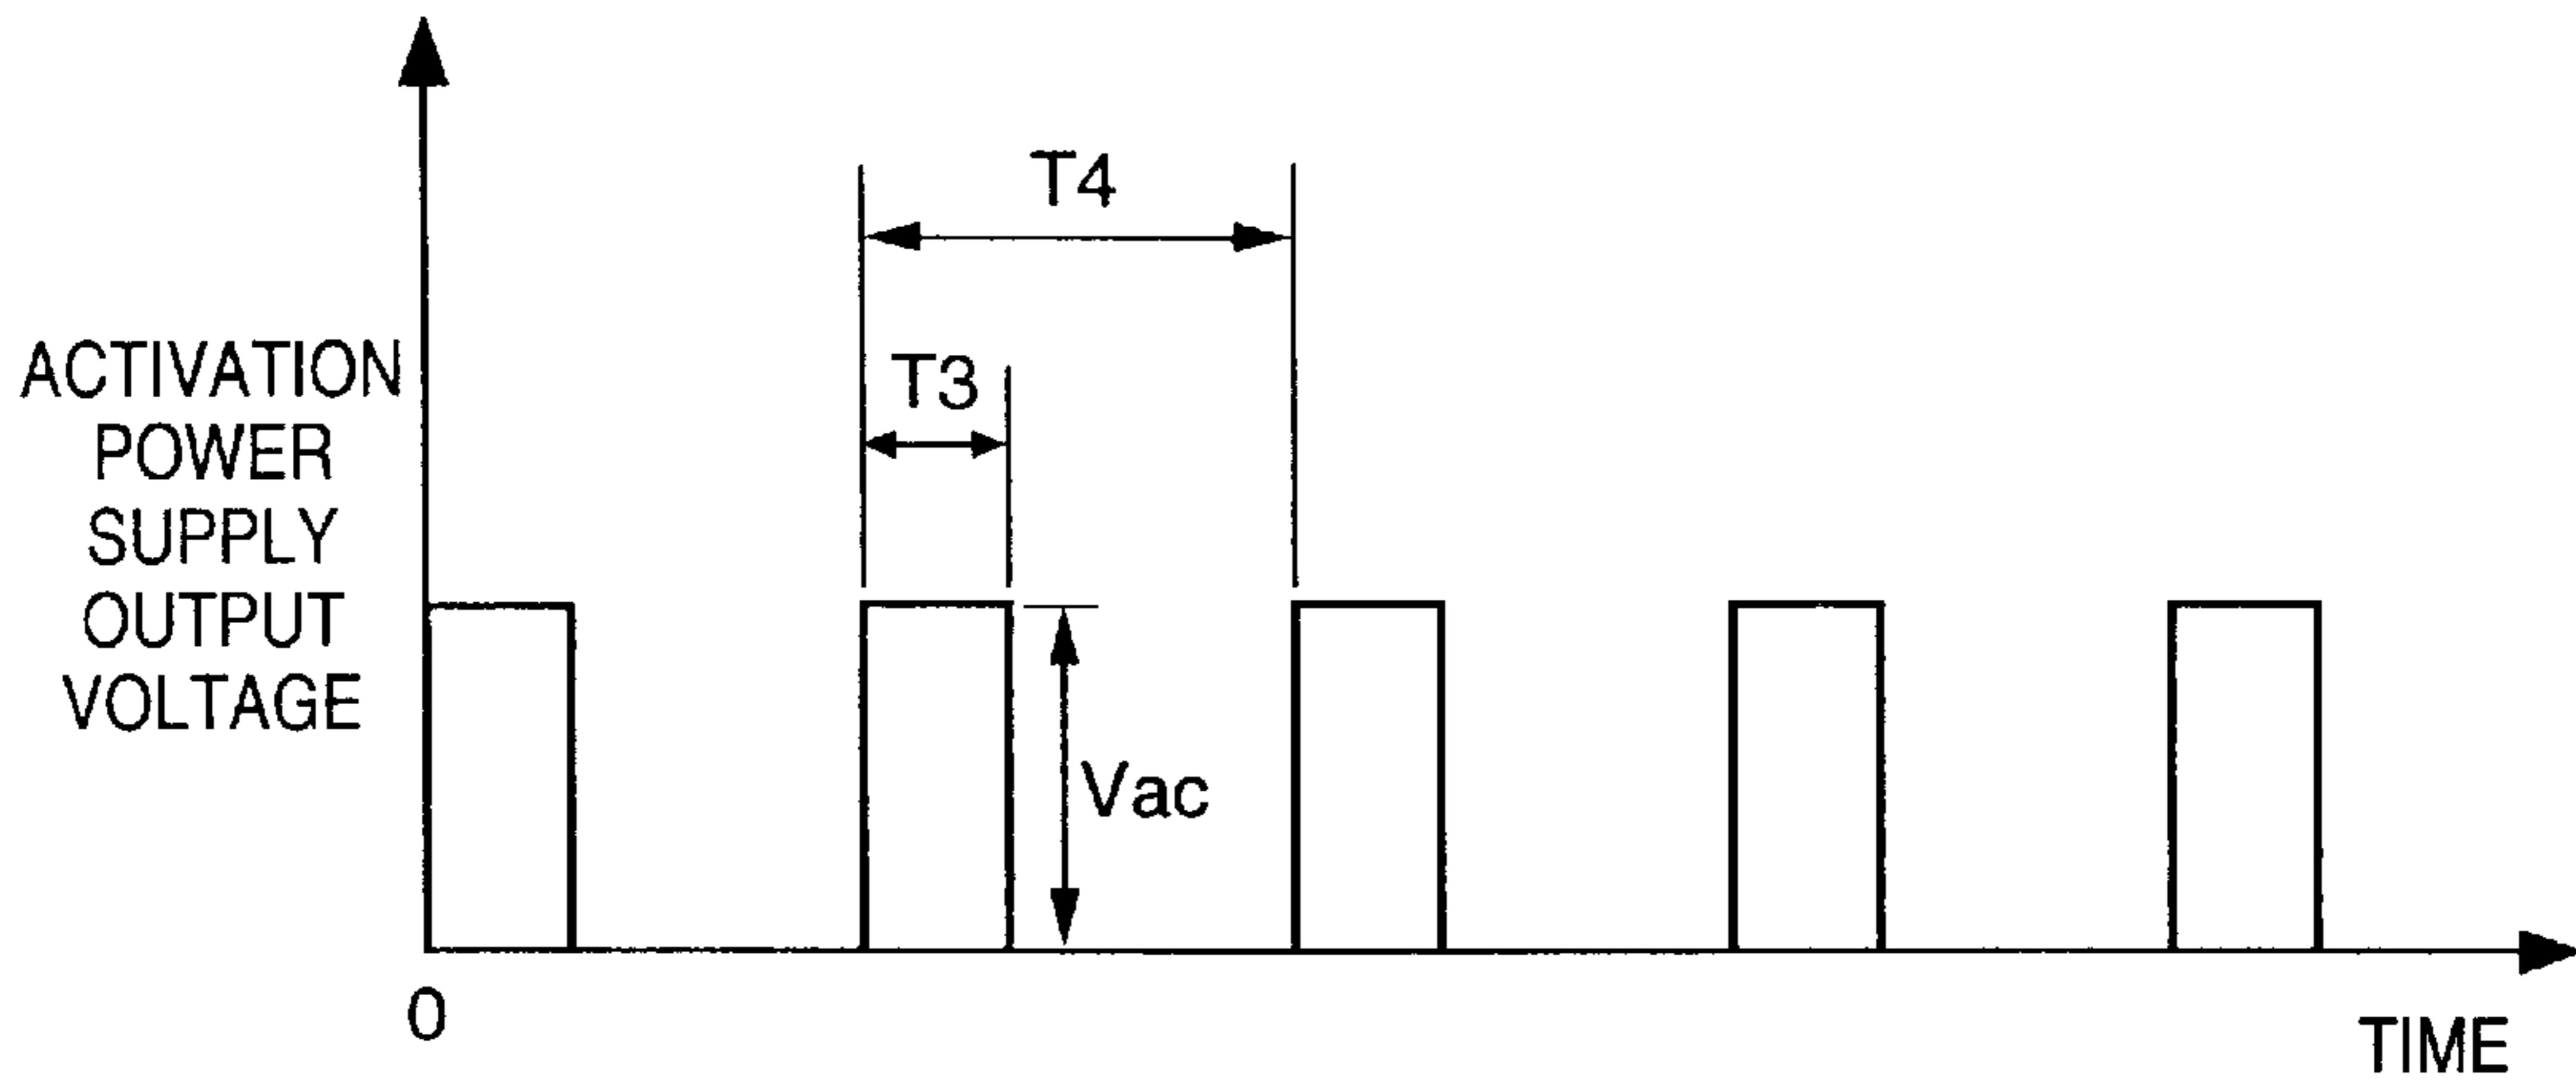 T4
T3
ACTIVATION
POWER
SUPPLY
OUTPUT
VOLTAGE
Vac
0
TIME